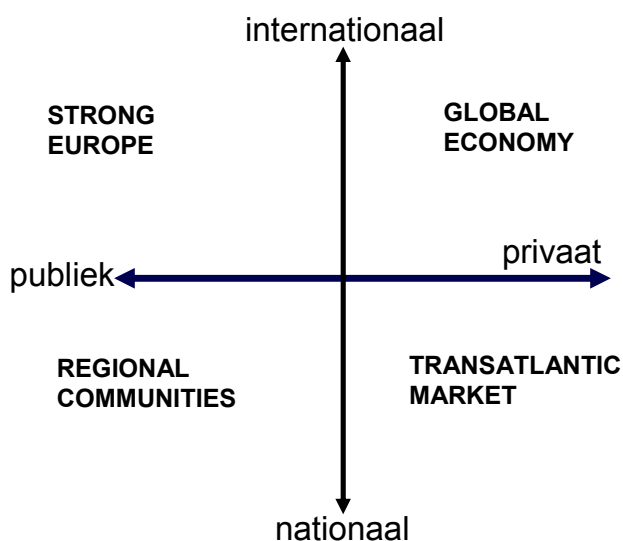 internationaal
STRONG
EUROPE
GLOBAL
ECONOMY
publiek
privaat
REGIONAL
COMMUNITIES
TRANSATLANTIC
MARKET
nationaal